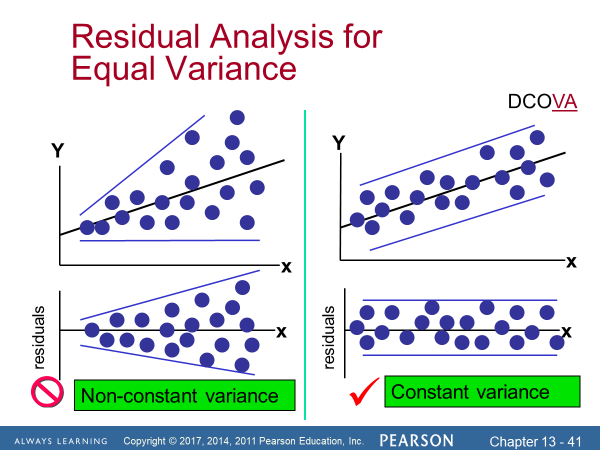 Residual Analysis for
Equal Variance
DCOVA
Y
x
residuals
x
Non-constant variance
Y
x
residuals
x
Constant variance
ALWAYS LEARNING
Copyright © 2017, 2014, 2011 Pearson Education, Inc.
PEARSON
Chapter 13 - 41